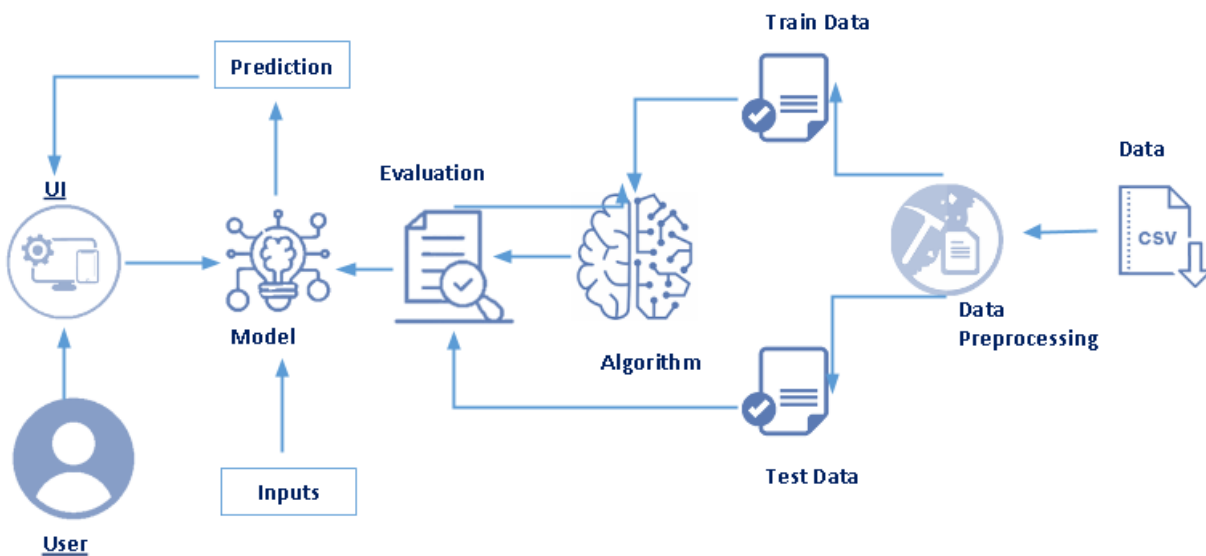 Train Data
Prediction
Evaluation
Data
UI
CSV
Model
Data
Preprocessing
Algorithm
Test Data
Inputs
User